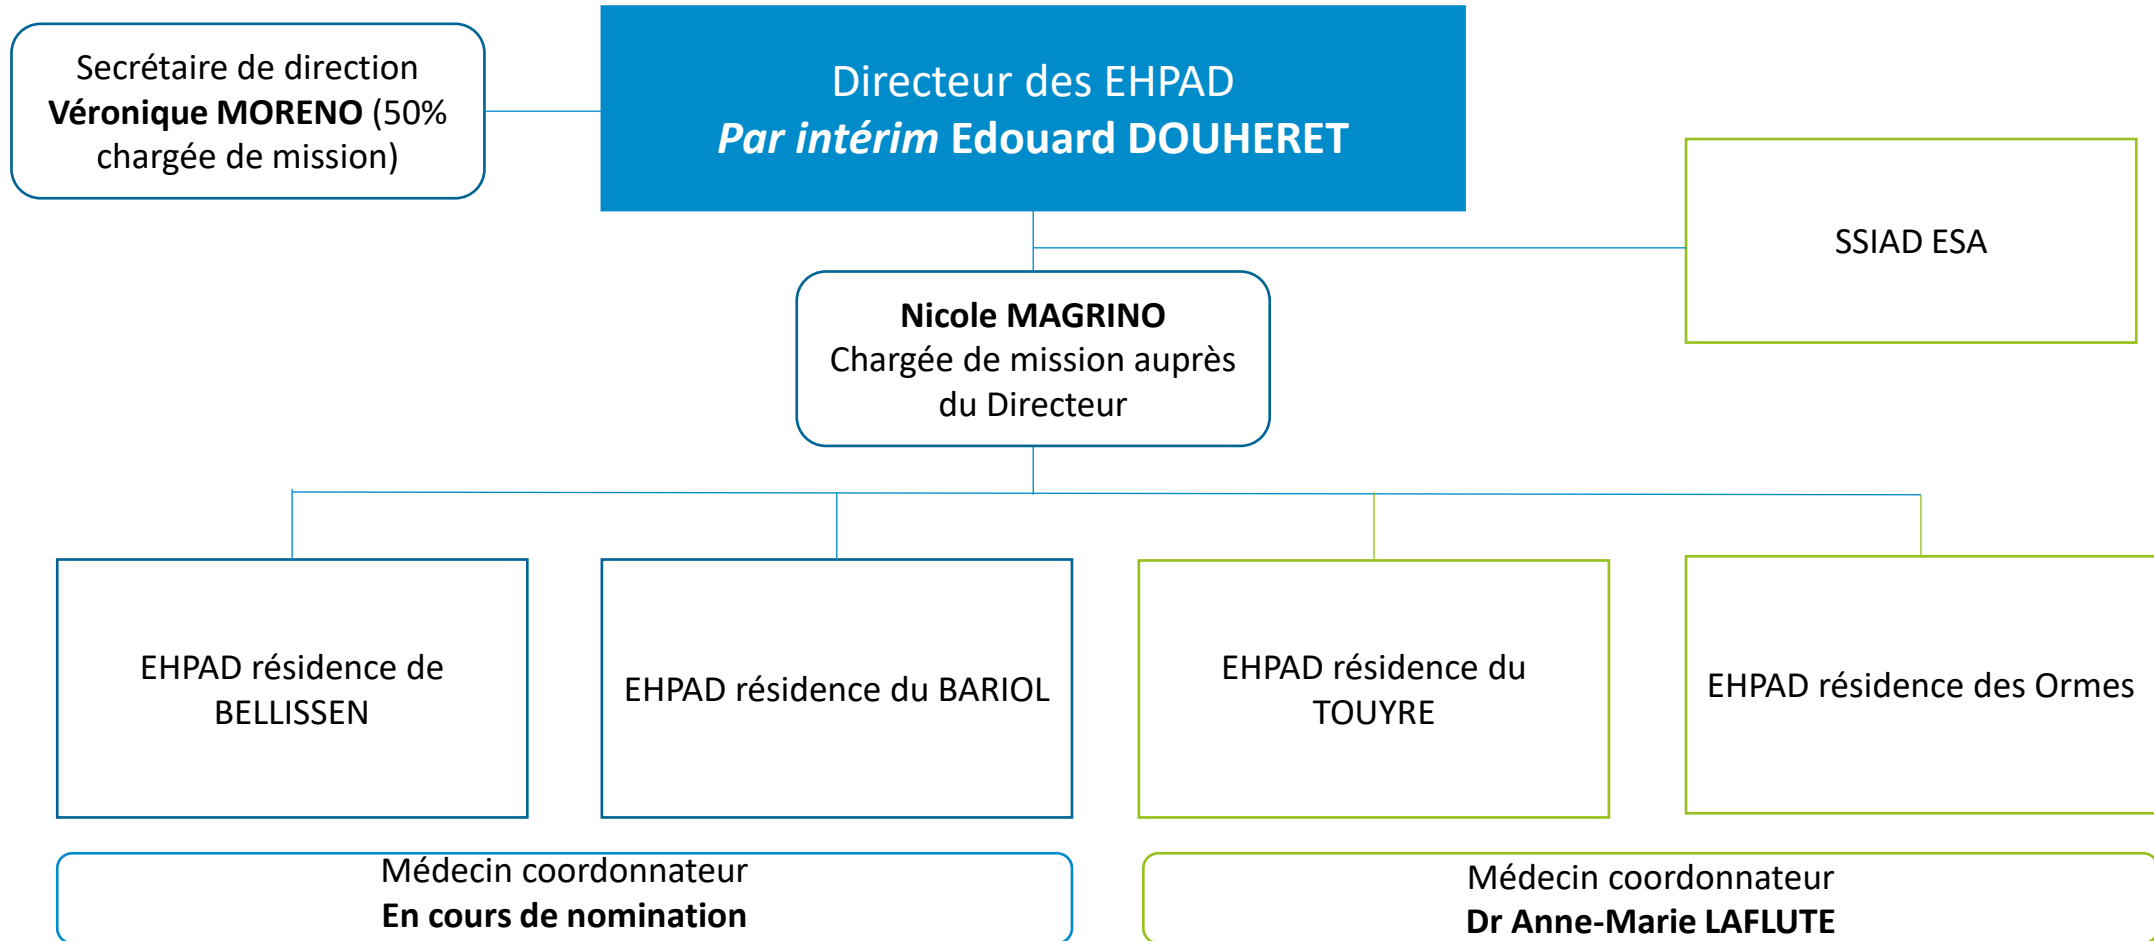 Secrétaire de direction
Véronique MORENO (50%
chargée de mission)
Directeur des EHPAD
Par intérim Edouard DOUHERET
SSIAD ESA
Nicole MAGRINO
Chargée de mission auprès
du Directeur
EHPAD résidence de
BELLISSEN
EHPAD résidence du BARIOL
EHPAD résidence du
TOUYRE
EHPAD résidence des Ormes
Médecin coordonnateur
En cours de nomination
Médecin coordonnateur
Dr Anne-Marie LAFLUTE